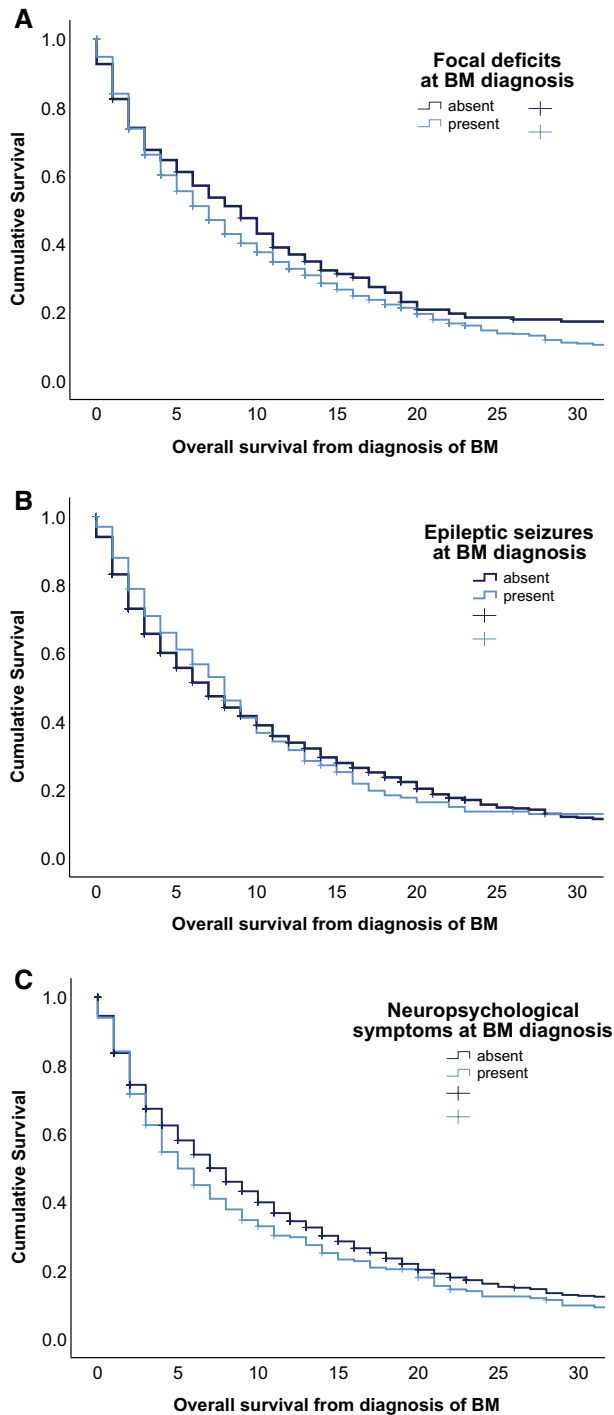 A
Focal deficits
at BM diagnosis
absent
present
Cumulative Survival
1.0
0.8
0.6
0.4
0.2
0.0
0 5 10 15 20 25 30
Overall survival from diagnosis of BM
B
Epileptic seizures
at BM diagnosis
absent
present
Cumulative Survival
1.0
0.8
0.6
0.4
0.2
0.0
0 5 10 15 20 25 30
Overall survival from diagnosis of BM
C
Neuropsychological
symptoms at BM diagnosis
absent
present
Cumulative Survival
1.0
0.8
0.6
0.4
0.2
0.0
0 5 10 15 20 25 30
Overall survival from diagnosis of BM